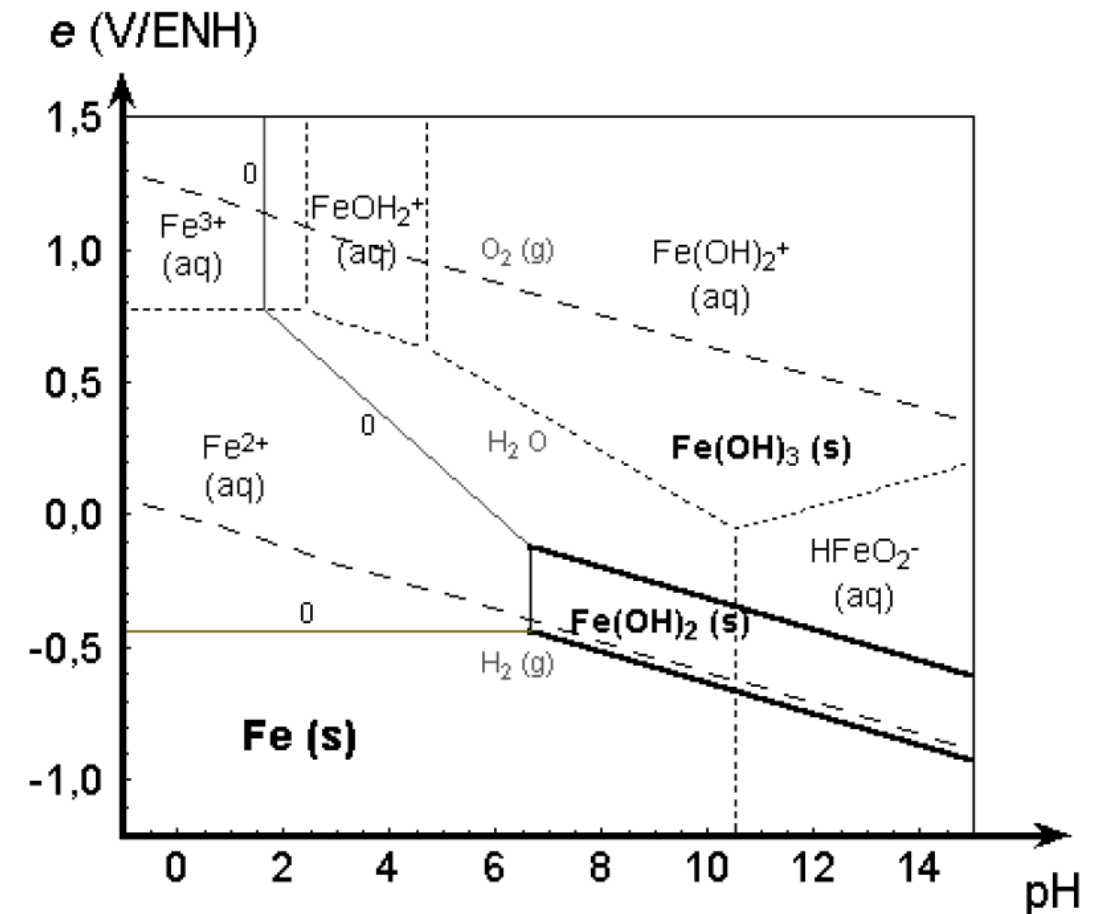 e (V/ENH)
1,5
1,0
0,5
0,0
-0,5
-1,0
0
Fe³⁺
(aq)
FeOH₂⁺
(aq)
O₂ (g)
Fe(OH)₂⁺
(aq)
0
Fe²⁺
(aq)
H₂ O
Fe(OH)₃ (s)
HFeO₂⁻
(aq)
0
Fe(OH)₂ (s)
H₂ (g)
Fe (s)
0 2 4 6 8 10 12 14
pH